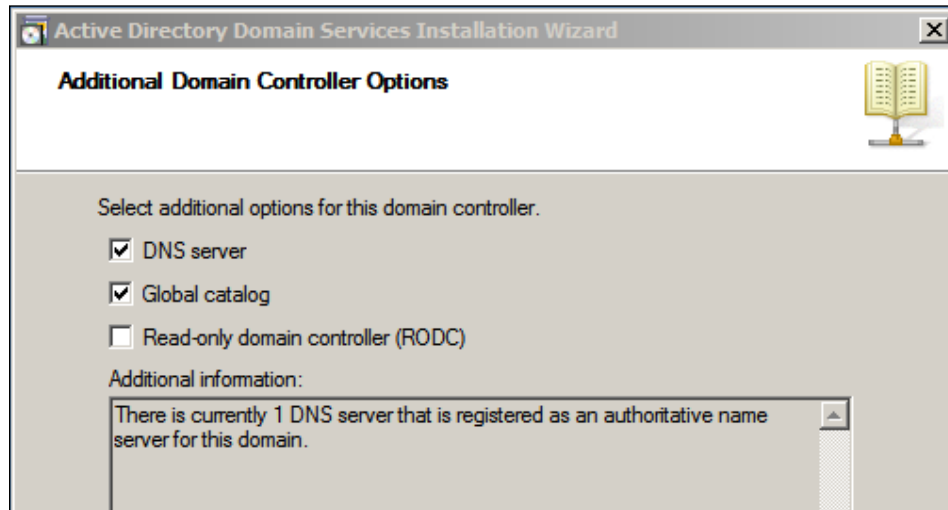 Active Directory Domain Services Installation Wizard
Additional Domain Controller Options
Select additional options for this domain controller.
DNS server
Global catalog
Read-only domain controller (RODC)
Additional information:
There is currently 1 DNS server that is registered as an authoritative name
server for this domain.